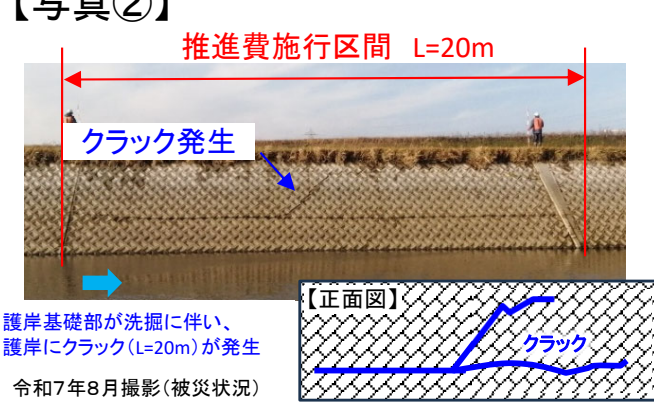 【写真②】
推進費施行区間 L=20m
クラック発生
【正面図】
クラック
護岸基礎部が洗掘に伴い、
護岸にクラック(L=20m)が発生
令和7年8月撮影(被災状況)